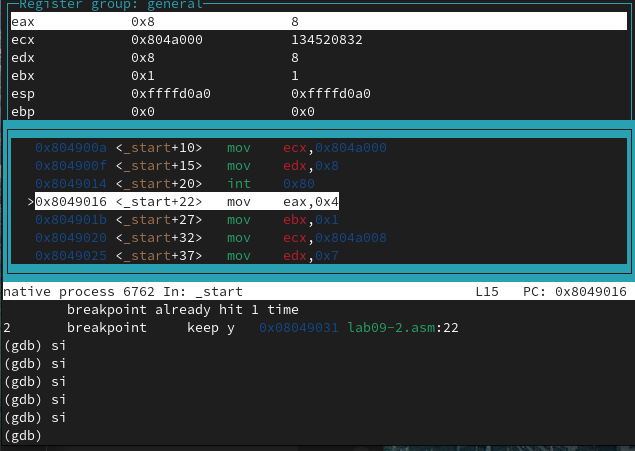 Register group: general
eax 0x8 8
ecx 0x804a000 134520832
edx 0x8 8
ebx 0x1 1
esp 0xffffd0a0 0xffffd0a0
ebp 0x0 0x0
0x804900a <_start+10> mov ecx,0x804a000
0x804900f <_start+15> mov edx,0x8
0x8049014 <_start+20> int 0x80
>0x8049016 <_start+22> mov eax,0x4
0x804901b <_start+27> mov ebx,0x1
0x8049020 <_start+32> mov ecx,0x804a008
0x8049025 <_start+37> mov edx,0x7
native process 6762 In: _start L15 PC: 0x8049016
breakpoint already hit 1 time
2 breakpoint keep y 0x08049031 lab09-2.asm:22
(gdb) si
(gdb) si
(gdb) si
(gdb) si
(gdb) si
(gdb)